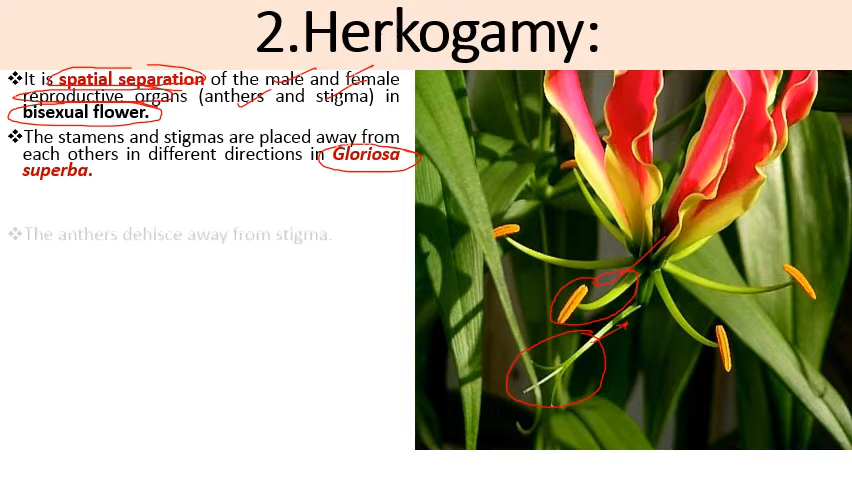 2.Herkogamy:
❖It is spatial separation of the male and female
reproductive organs (anthers and stigma) in
bisexual flower.
❖The stamens and stigmas are placed away from
each others in different directions in Gloriosa
superba.
❖The anthers dehisce away from stigma.